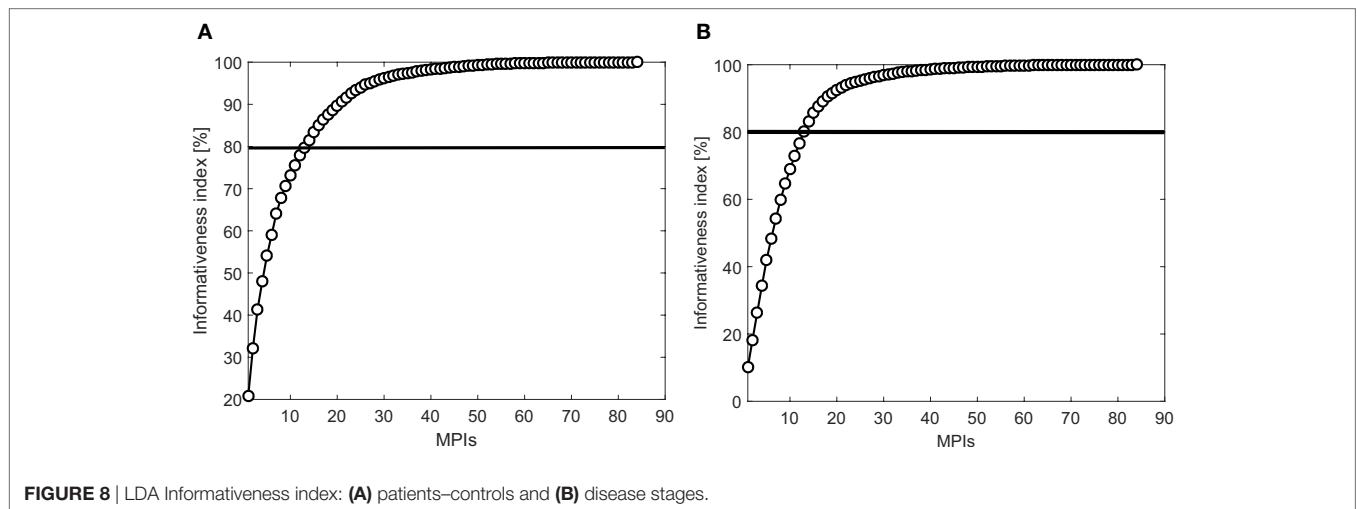 A
Informativeness index [%]
100
90
80
70
60
50
40
30
20
10 20 30 40 50 60 70 80 90
MPIs
B
Informativeness index [%]
100
80
60
40
20
0
10 20 30 40 50 60 70 80 90
MPIs
FIGURE 8 | LDA Informativeness index: (A) patients–controls and (B) disease stages.